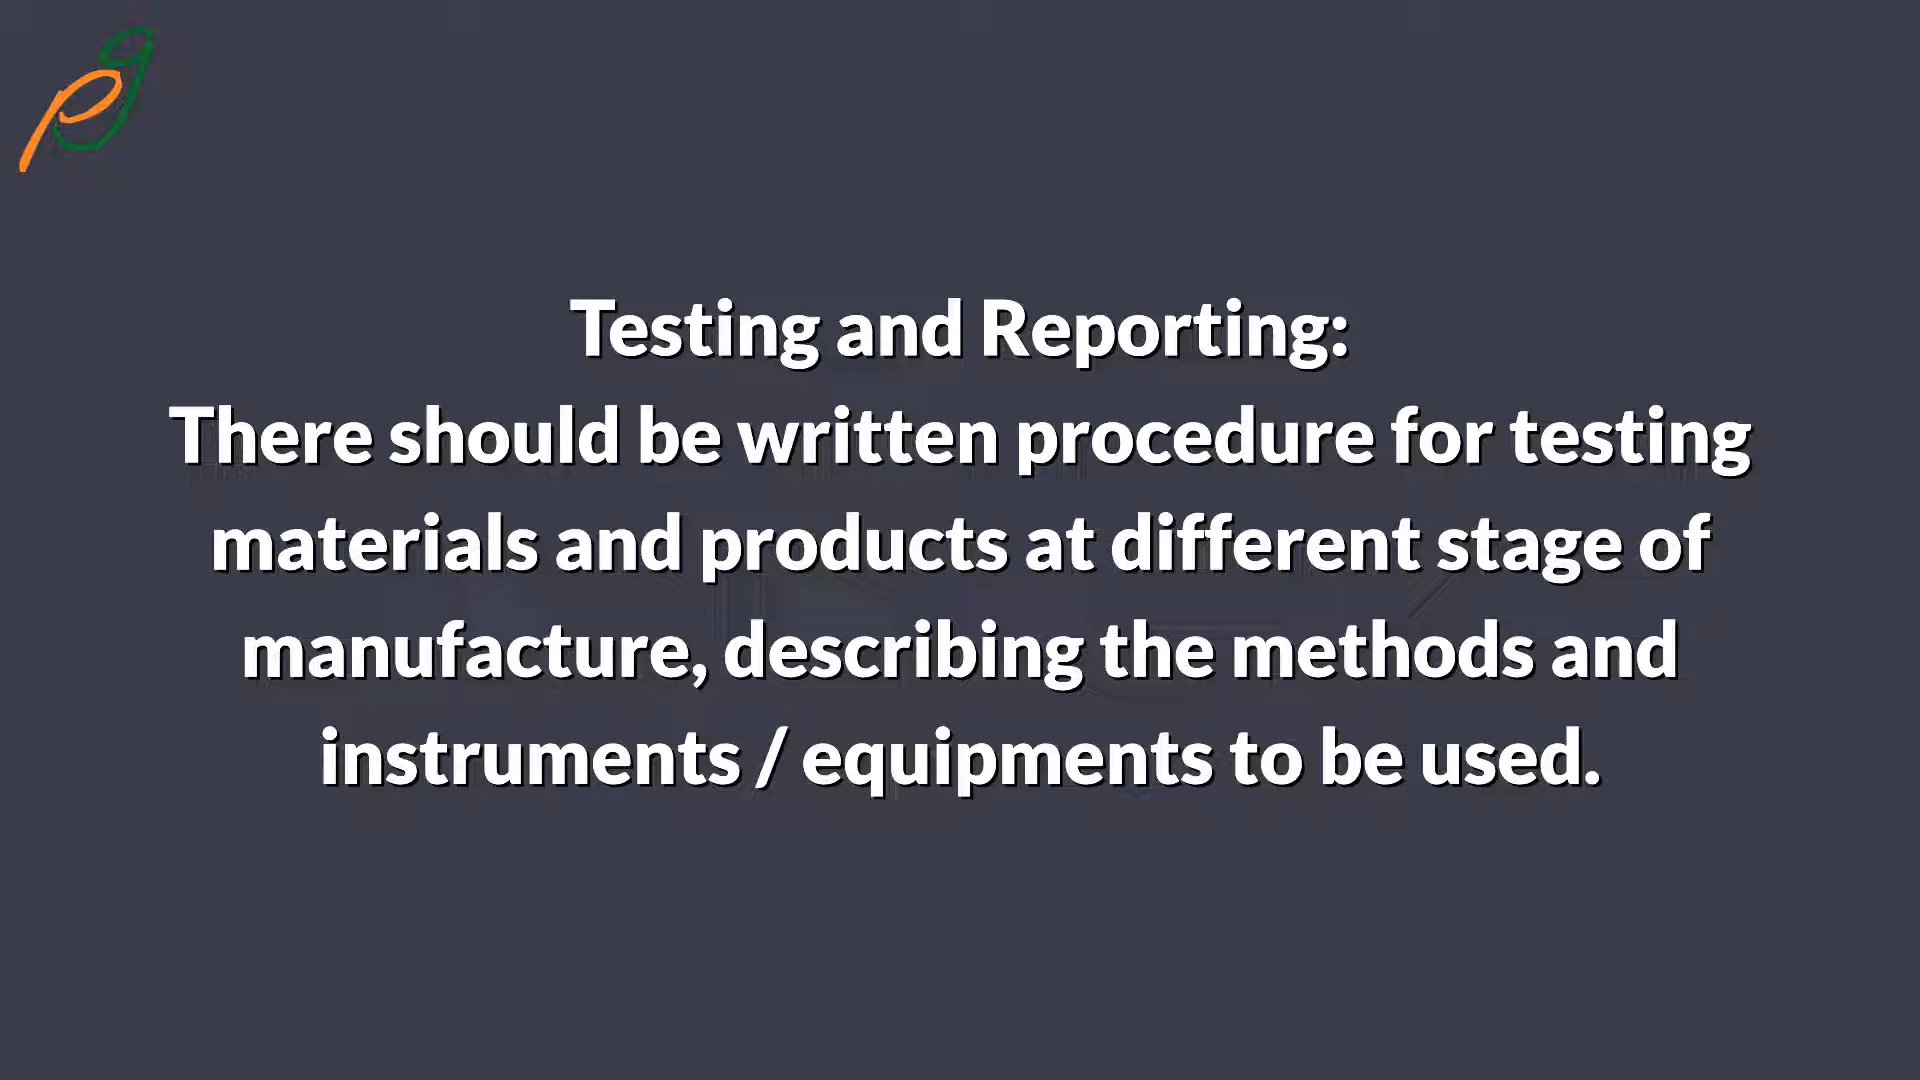 Testing and Reporting:
There should be written procedure for testing
materials and products at different stage of
manufacture, describing the methods and
instruments / equipments to be used.